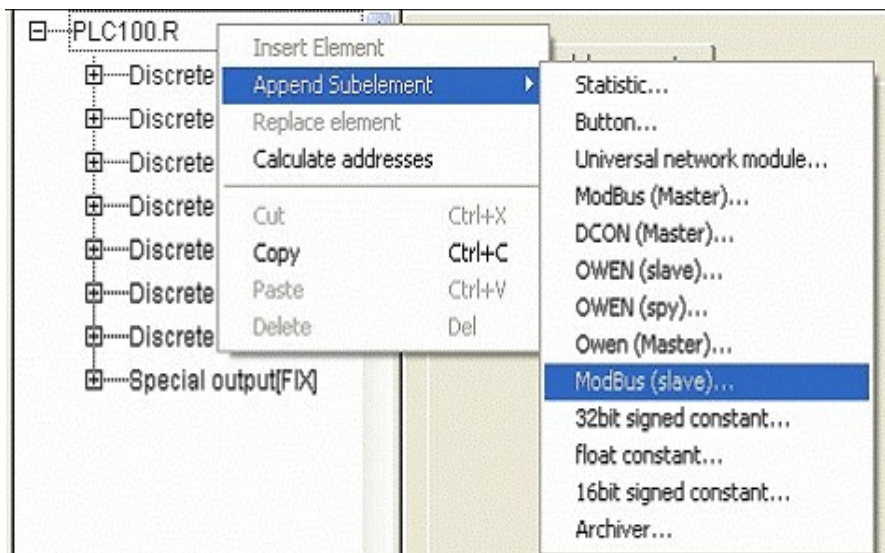 PLC100.R
Discrete
Discrete
Discrete
Discrete
Discrete
Discrete
Discrete
Special output[FIX]
Insert Element
Append Subelement
Replace element
Calculate addresses
Cut Ctrl+X
Copy Ctrl+C
Paste Ctrl+V
Delete Del
Statistic...
Button...
Universal network module...
ModBus (Master)...
DCON (Master)...
OWEN (slave)...
OWEN (spy)...
Owen (Master)...
ModBus (slave)...
32bit signed constant...
float constant...
16bit signed constant...
Archiver...